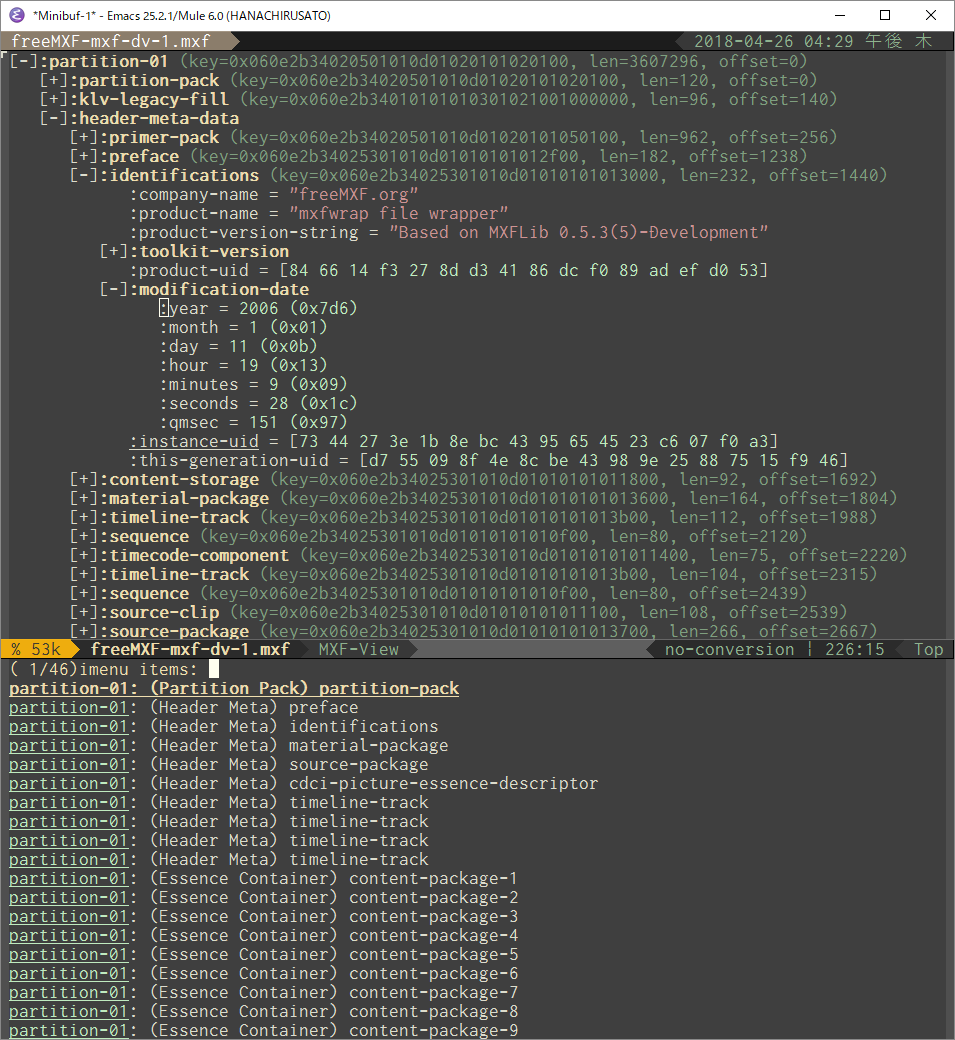 *Minibuf-1* - Emacs 25.2.1/Mule 6.0 (HANACHIRUSATO)
freeMXF-mxf-dv-1.mxf 2018-04-26 04:29 午後 木
[-]:partition-01 (key=0x060e2b34020501010d01020101020100, len=3607296, offset=0)
[+]:partition-pack (key=0x060e2b34020501010d01020101020100, len=120, offset=0)
[+]:klv-legacy-fill (key=0x060e2b34010101010301021001000000, len=96, offset=140)
[-]:header-meta-data
[+]:primer-pack (key=0x060e2b34020501010d01020101050100, len=962, offset=256)
[+]:preface (key=0x060e2b34025301010d01010101012f00, len=182, offset=1238)
[-]:identifications (key=0x060e2b34025301010d01010101013000, len=232, offset=1440)
:company-name = "freeMXF.org"
:product-name = "mxfwrap file wrapper"
:product-version-string = "Based on MXFLib 0.5.3(5)-Development"
[+]:toolkit-version
:product-uid = [84 66 14 f3 27 8d d3 41 86 dc f0 89 ad ef d0 53]
[-]:modification-date
:year = 2006 (0x7d6)
:month = 1 (0x01)
:day = 11 (0x0b)
:hour = 19 (0x13)
:minutes = 9 (0x09)
:seconds = 28 (0x1c)
:qmsec = 151 (0x97)
:instance-uid = [73 44 27 3e 1b 8e bc 43 95 65 45 23 c6 07 f0 a3]
:this-generation-uid = [d7 55 09 8f 4e 8c be 43 98 9e 25 88 75 15 f9 46]
[+]:content-storage (key=0x060e2b34025301010d01010101011800, len=92, offset=1692)
[+]:material-package (key=0x060e2b34025301010d01010101013600, len=164, offset=1804)
[+]:timeline-track (key=0x060e2b34025301010d01010101013b00, len=112, offset=1988)
[+]:sequence (key=0x060e2b34025301010d01010101010f00, len=80, offset=2120)
[+]:timecode-component (key=0x060e2b34025301010d01010101011400, len=75, offset=2220)
[+]:timeline-track (key=0x060e2b34025301010d01010101013b00, len=104, offset=2315)
[+]:sequence (key=0x060e2b34025301010d01010101010f00, len=80, offset=2439)
[+]:source-clip (key=0x060e2b34025301010d01010101011100, len=108, offset=2539)
[+]:source-package (key=0x060e2b34025301010d01010101013700, len=266, offset=2667)
% 53k freeMXF-mxf-dv-1.mxf MXF-View no-conversion ¦ 226:15 Top
( 1/46)imenu items:
partition-01: (Partition Pack) partition-pack
partition-01: (Header Meta) preface
partition-01: (Header Meta) identifications
partition-01: (Header Meta) material-package
partition-01: (Header Meta) source-package
partition-01: (Header Meta) cdci-picture-essence-descriptor
partition-01: (Header Meta) timeline-track
partition-01: (Header Meta) timeline-track
partition-01: (Header Meta) timeline-track
partition-01: (Header Meta) timeline-track
partition-01: (Essence Container) content-package-1
partition-01: (Essence Container) content-package-2
partition-01: (Essence Container) content-package-3
partition-01: (Essence Container) content-package-4
partition-01: (Essence Container) content-package-5
partition-01: (Essence Container) content-package-6
partition-01: (Essence Container) content-package-7
partition-01: (Essence Container) content-package-8
partition-01: (Essence Container) content-package-9